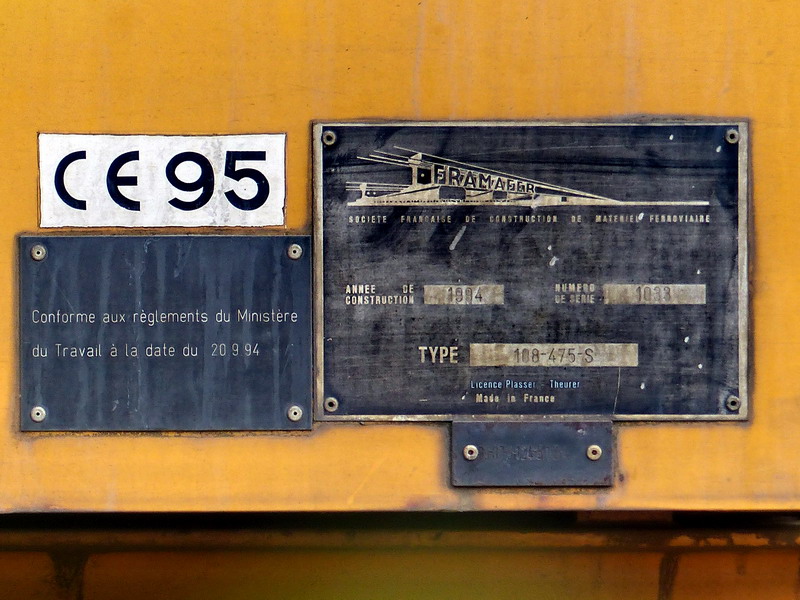 CE 95
Conforme aux règlements du Ministère
du Travail à la date du 20 9 94
FRAMAFER
SOCIETE FRANCAISE DE CONSTRUCTION DE MATERIEL FERROVIAIRE
ANNEE DE CONSTRUCTION 1994
NUMERO DE SERIE
TYPE 108-475-S
Licence Plasser Theurer
Made in France